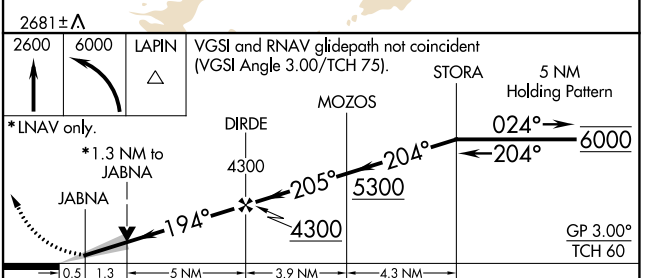 2681±
2600 6000 LAPIN
VGSI and RNAV glidepath not coincident
(VGSI Angle 3.00/TCH 75).
STORA
5 NM
Holding Pattern
MOZOS
*LNAV only.
DIRDE
024°
6000
*1.3 NM to
JABNA
204°
204°
4300
JABNA
205°
5300
194°
4300
GP 3.00°
TCH 60
0.5 1.3 5 NM 3.9 NM 4.3 NM